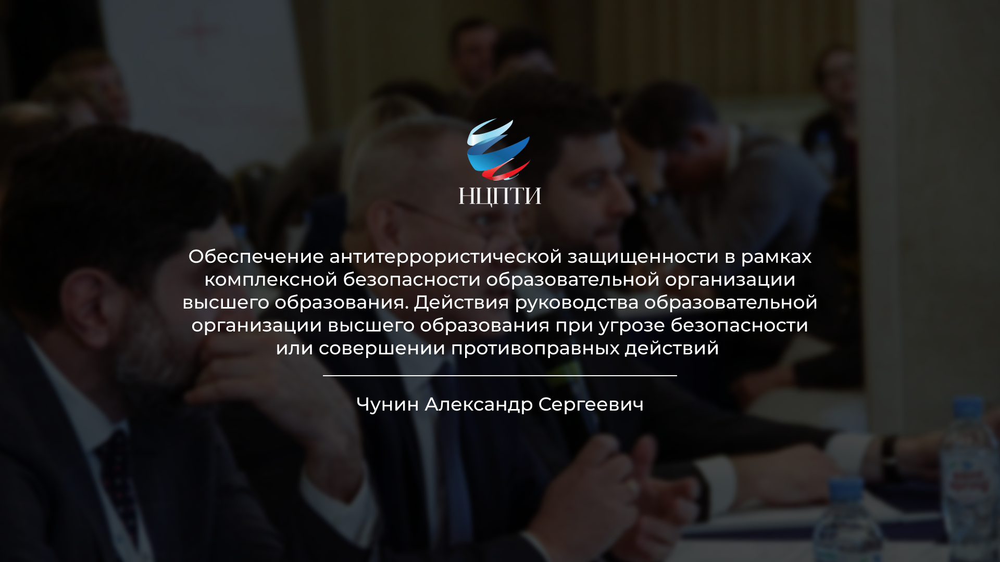 НЦПТИ
Обеспечение антитеррористической защищенности в рамках
комплексной безопасности образовательной организации
высшего образования. Действия руководства образовательной
организации высшего образования при угрозе безопасности
или совершении противоправных действий
Чунин Александр Сергеевич